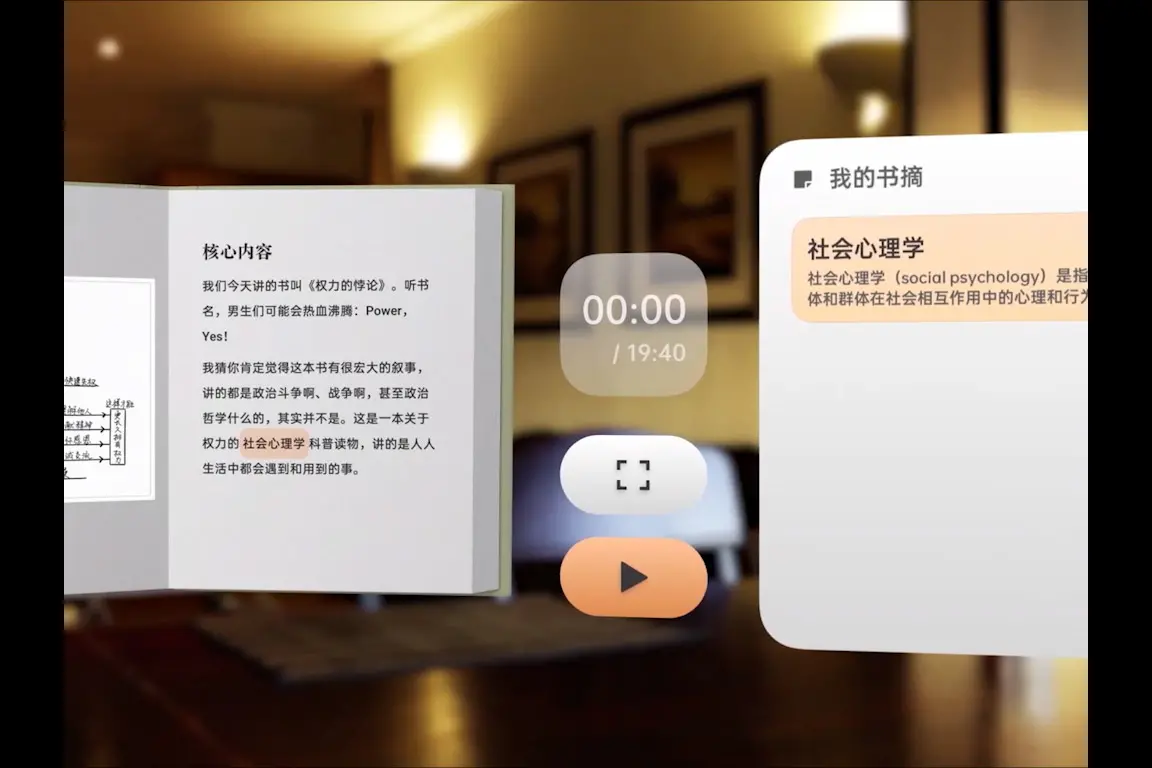 核心内容
我们今天讲的书叫《权力的悖论》。听书
名，男生们可能会热血沸腾：Power，
Yes！
我猜你肯定觉得这本书有很宏大的叙事，
讲的都是政治斗争啊、战争啊，甚至政治
哲学什么的，其实并不是。这是一本关于
权力的社会心理学科普读物，讲的是人人
生活中都会遇到和用到的事。
00:00
/ 19:40
我的书摘
社会心理学
社会心理学（social psychology）是指
体和群体在社会相互作用中的心理和行为